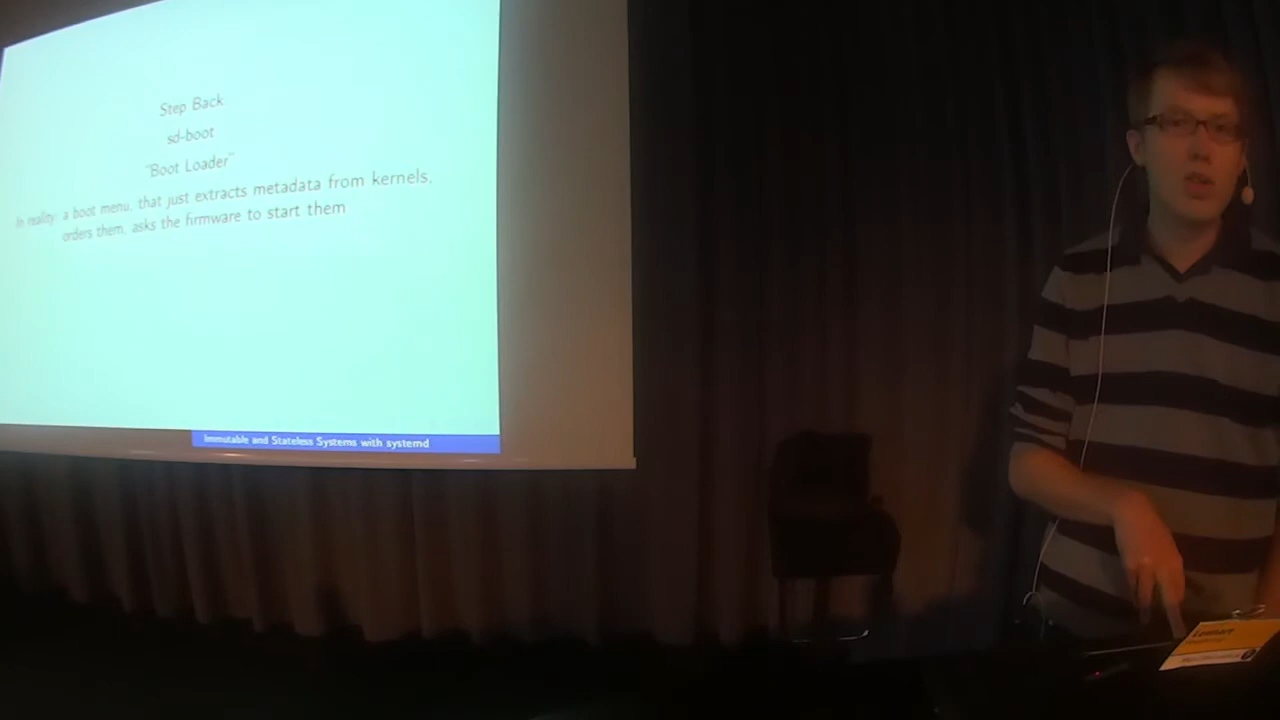 Step Back
sd-boot
"Boot Loader"
In reality: a boot menu, that just extracts metadata from kernels,
orders them, asks the firmware to start them
Immutable and Stateless Systems with systemd
Lennart